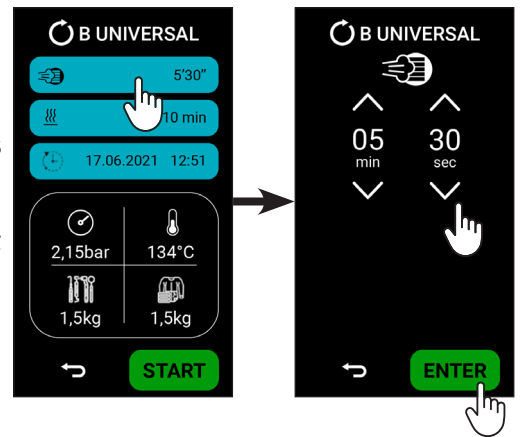 B UNIVERSAL
5'30”
10 min
17.06.2021 12:51
2,15bar 134°C
1,5kg 1,5kg
START
B UNIVERSAL
05 30
min sec
ENTER